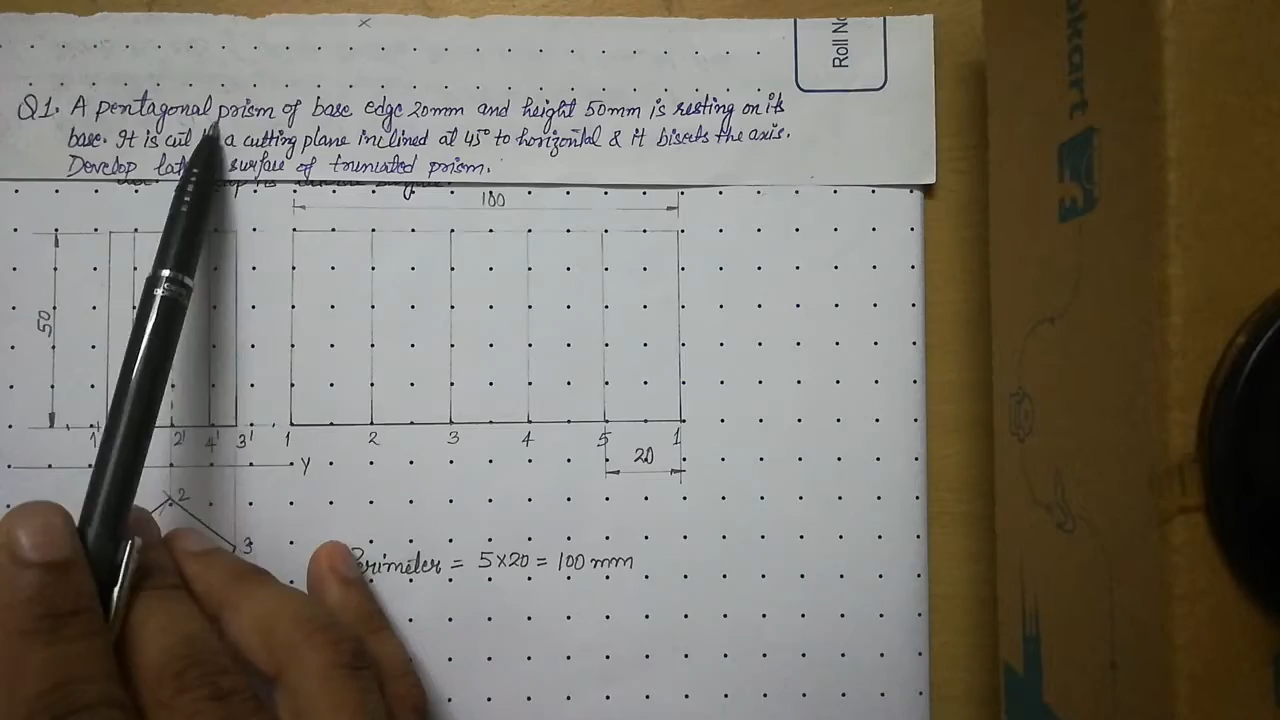 Roll No
Q1. A pentagonal prism of base edge 20mm and height 50mm is resting on its
base. It is cut a cutting plane inclined at 45° to horizontal & it bisects the axis.
Develop surface of truncated prism.
100
50
1 2' 4' 3' 1 2 3 4 5 1
20
Y
2
3
Perimeter = 5×20 = 100 mm